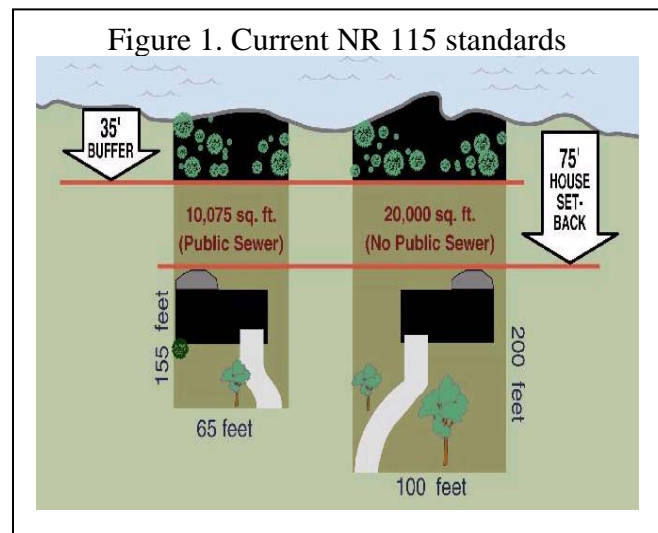 Figure 1. Current NR 115 standards
35'
BUFFER
75'
HOUSE
SET-
BACK
10,075 sq. ft.
(Public Sewer)
20,000 sq. ft.
(No Public Sewer)
155 feet
65 feet
200 feet
100 feet